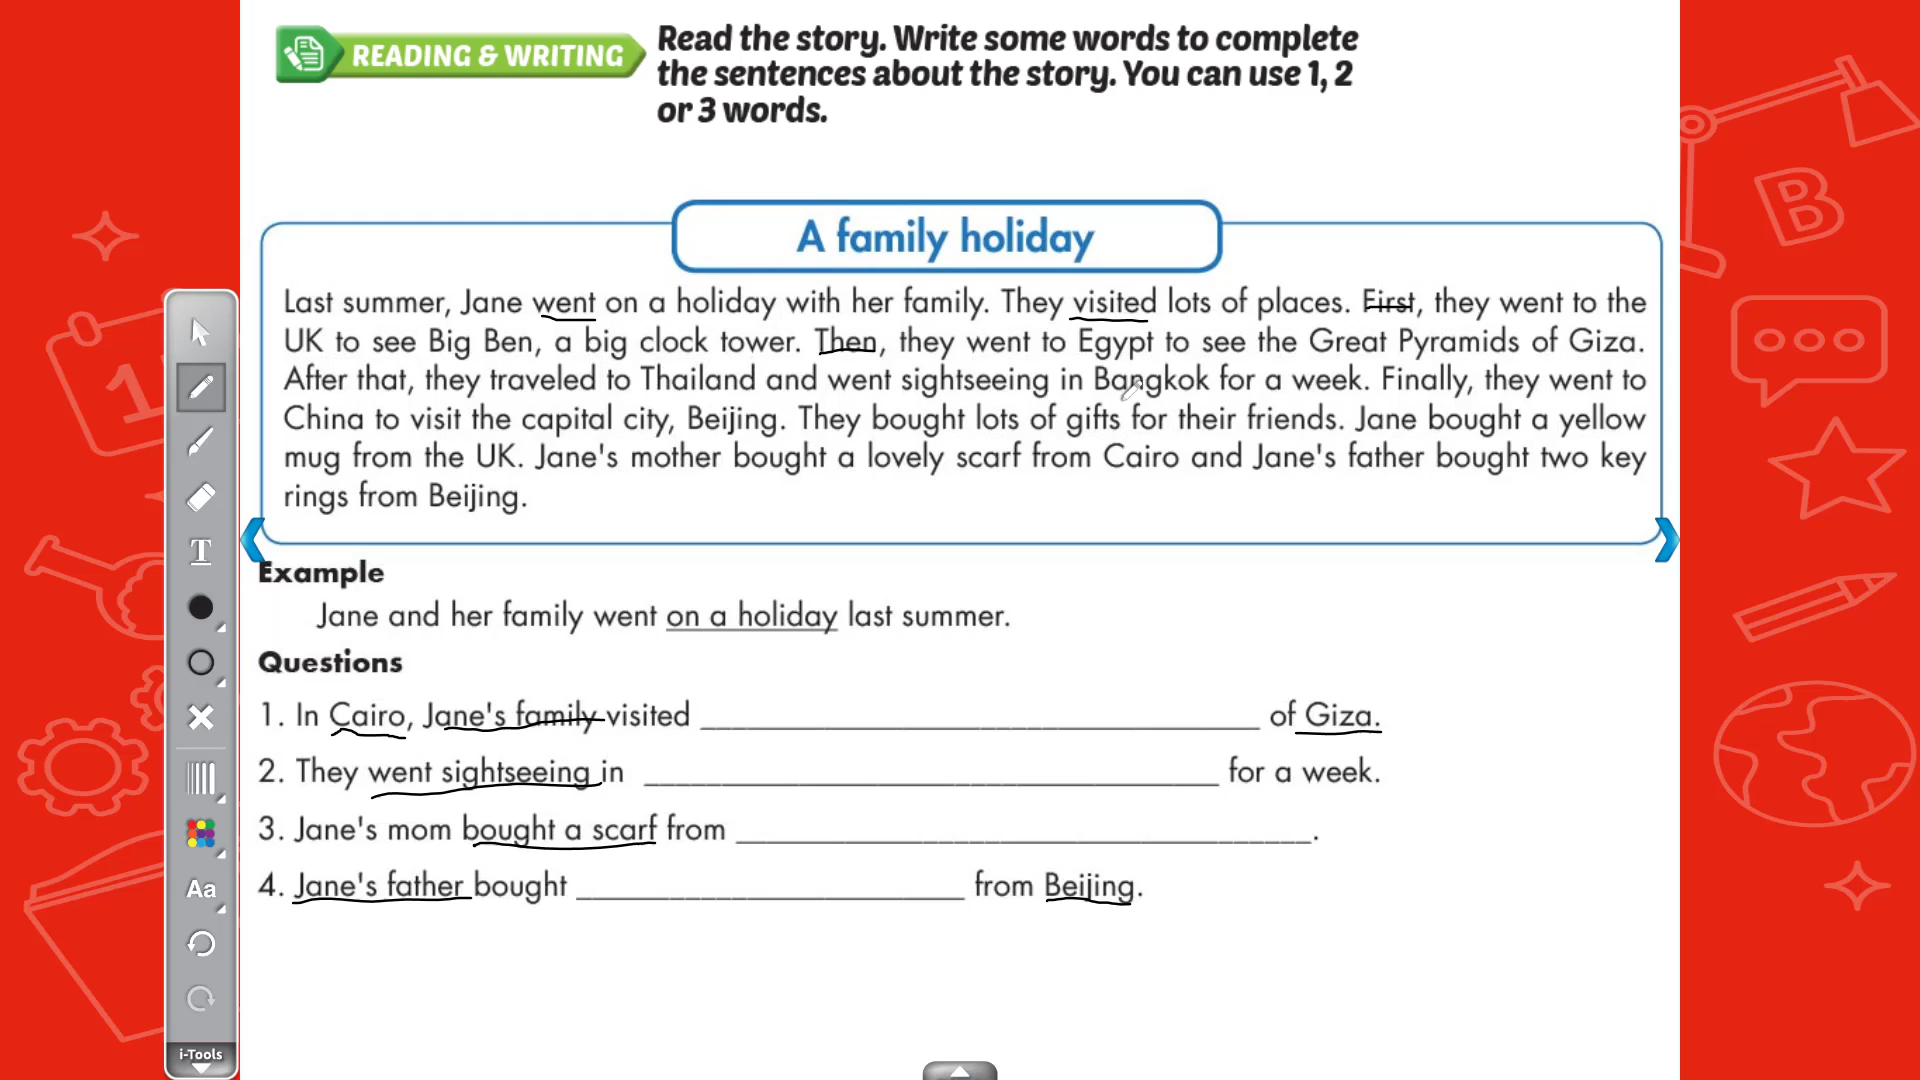 READING & WRITING
Read the story. Write some words to complete
the sentences about the story. You can use 1, 2
or 3 words.
A family holiday
Last summer, Jane went on a holiday with her family. They visited lots of places. First, they went to the
UK to see Big Ben, a big clock tower. Then, they went to Egypt to see the Great Pyramids of Giza.
After that, they traveled to Thailand and went sightseeing in Bangkok for a week. Finally, they went to
China to visit the capital city, Beijing. They bought lots of gifts for their friends. Jane bought a yellow
mug from the UK. Jane's mother bought a lovely scarf from Cairo and Jane's father bought two key
rings from Beijing.
Example
Jane and her family went on a holiday last summer.
Questions
1. In Cairo, Jane's family visited ____ of Giza.
2. They went sightseeing in ____ for a week.
3. Jane's mom bought a scarf from ____.
4. Jane's father bought ____ from Beijing.
T
Aa
i-Tools
1
B